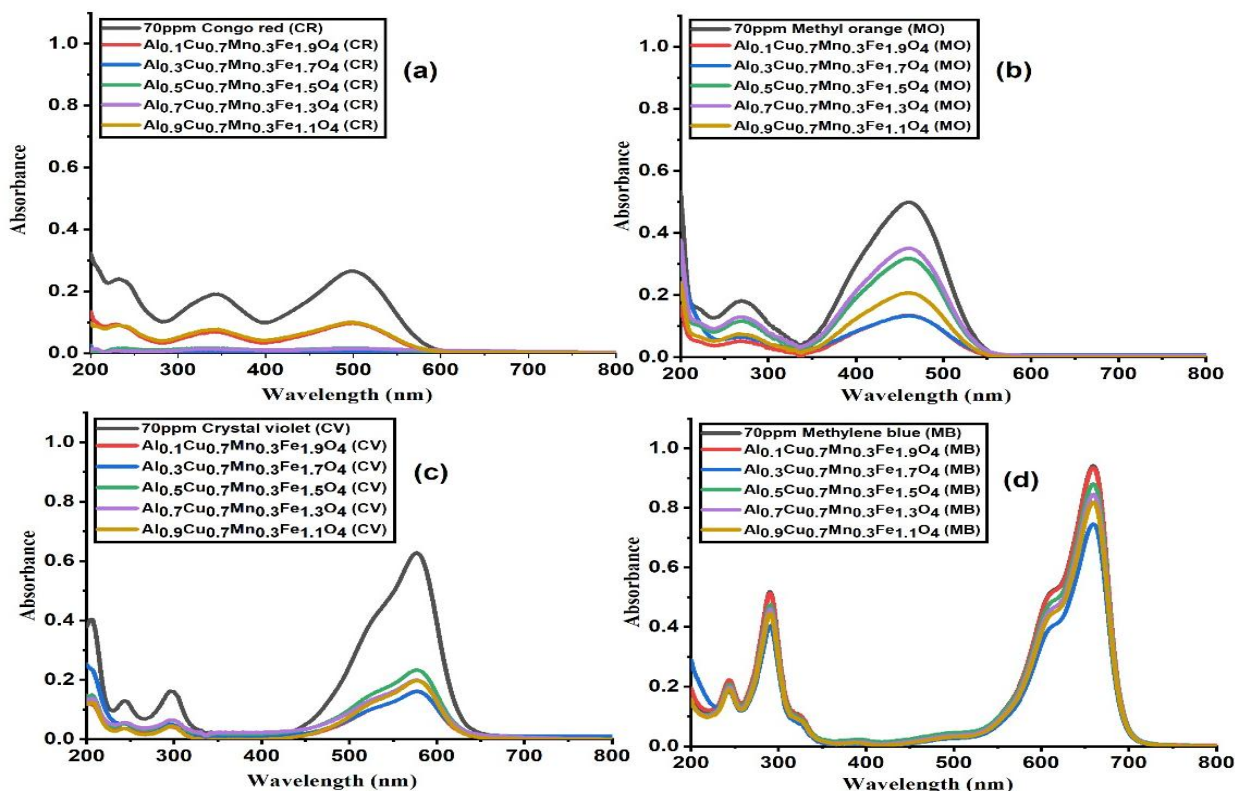 70ppm Congo red (CR)
Al0.1Cu0.7Mn0.3Fe1.9O4 (CR)
Al0.3Cu0.7Mn0.3Fe1.7O4 (CR)
Al0.5Cu0.7Mn0.3Fe1.5O4 (CR)
Al0.7Cu0.7Mn0.3Fe1.3O4 (CR)
Al0.9Cu0.7Mn0.3Fe1.1O4 (CR)
(a)
1.0
0.8
0.6
0.4
0.2
0.0
Absorbance
200 300 400 500 600 700 800
Wavelength (nm)
70ppm Methyl orange (MO)
Al0.1Cu0.7Mn0.3Fe1.9O4 (MO)
Al0.3Cu0.7Mn0.3Fe1.7O4 (MO)
Al0.5Cu0.7Mn0.3Fe1.5O4 (MO)
Al0.7Cu0.7Mn0.3Fe1.3O4 (MO)
Al0.9Cu0.7Mn0.3Fe1.1O4 (MO)
(b)
1.0
0.8
0.6
0.4
0.2
0.0
Absorbance
200 300 400 500 600 700 800
Wavelength (nm)
70ppm Crystal violet (CV)
Al0.1Cu0.7Mn0.3Fe1.9O4 (CV)
Al0.3Cu0.7Mn0.3Fe1.7O4 (CV)
Al0.5Cu0.7Mn0.3Fe1.5O4 (CV)
Al0.7Cu0.7Mn0.3Fe1.3O4 (CV)
Al0.9Cu0.7Mn0.3Fe1.1O4 (CV)
(c)
1.0
0.8
0.6
0.4
0.2
0.0
Absorbance
200 300 400 500 600 700 800
Wavelength (nm)
70ppm Methylene blue (MB)
Al0.1Cu0.7Mn0.3Fe1.9O4 (MB)
Al0.3Cu0.7Mn0.3Fe1.7O4 (MB)
Al0.5Cu0.7Mn0.3Fe1.5O4 (MB)
Al0.7Cu0.7Mn0.3Fe1.3O4 (MB)
Al0.9Cu0.7Mn0.3Fe1.1O4 (MB)
(d)
1.0
0.8
0.6
0.4
0.2
0.0
Absorbance
200 300 400 500 600 700 800
Wavelength (nm)